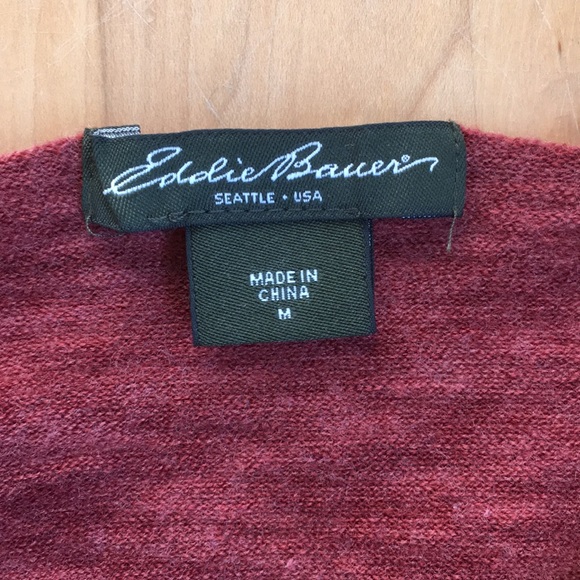 Eddie Bauer®
SEATTLE • USA
MADE IN
CHINA
M